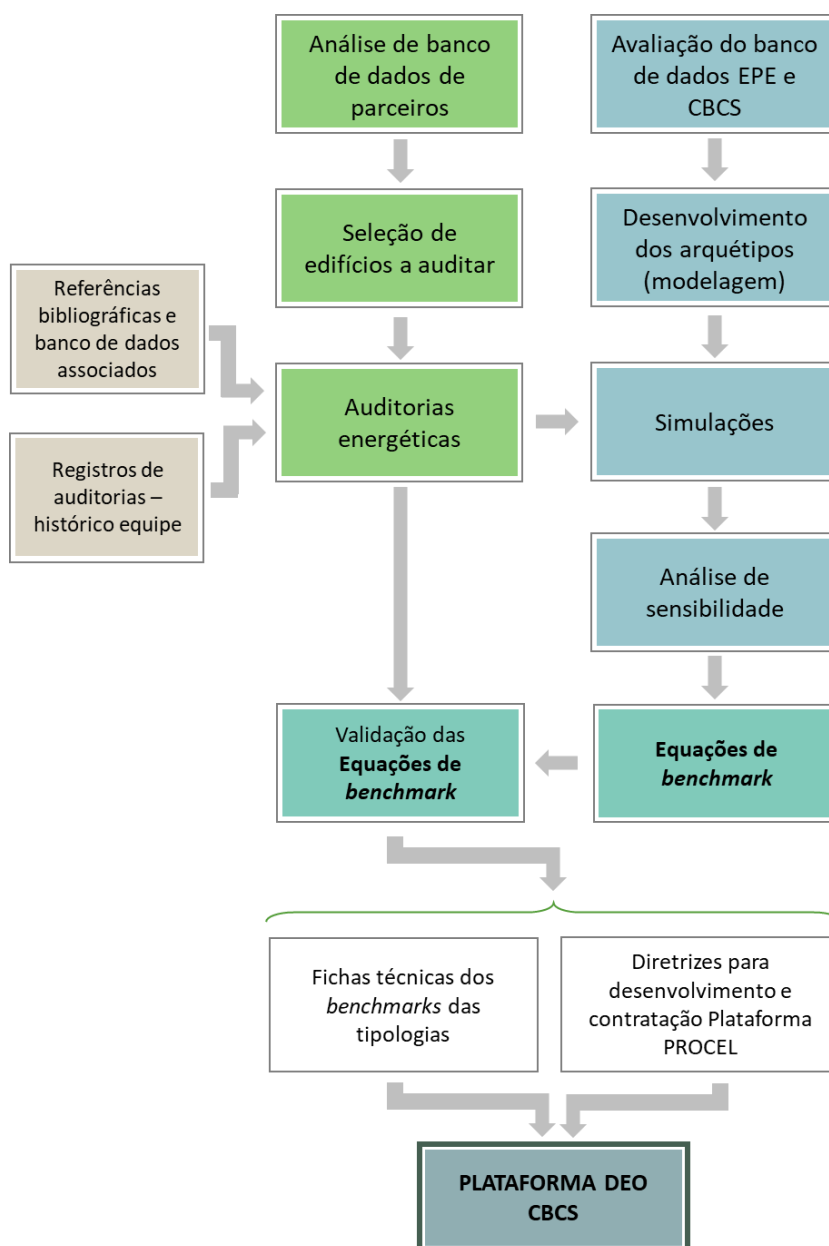 Análise de banco
de dados de
parceiros
Avaliação do banco
de dados EPE e
CBCS
Seleção de
edifícios a auditar
Desenvolvimento
dos arquétipos
(modelagem)
Referências
bibliográficas e
banco de dados
associados
Auditorias
energéticas
Simulações
Registros de
auditorias –
histórico equipe
Análise de
sensibilidade
Validação das
Equações de
benchmark
Equações de
benchmark
Fichas técnicas dos
benchmarks das
tipologias
Diretrizes para
desenvolvimento e
contratação Plataforma
PROCEL
PLATAFORMA DEO
CBCS